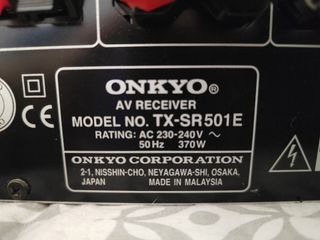 ONKYO®
AV RECEIVER
MODEL NO. TX-SR501E
RATING: AC 230-240V ~
50Hz 370W
ONKYO CORPORATION
2-1, NISSHIN-CHO, NEYAGAWA-SHI, OSAKA,
JAPAN MADE IN MALAYSIA
CE